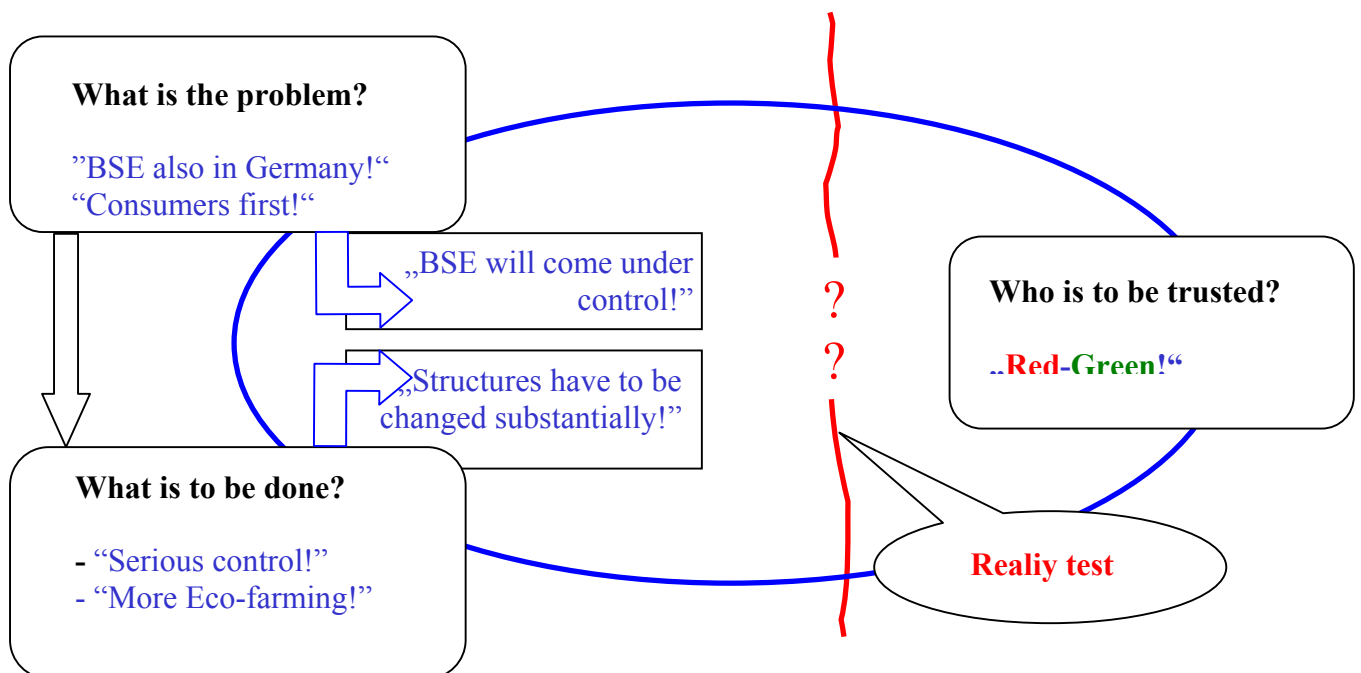 What is the problem?
”BSE also in Germany!“
“Consumers first!“
„BSE will come under
control!”
?
?
Who is to be trusted?
„Red-Green!“
„Structures have to be
changed substantially!”
What is to be done?
- “Serious control!”
- “More Eco-farming!”
Realiy test